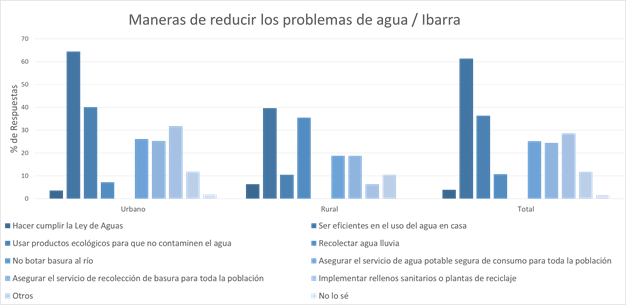 Maneras de reducir los problemas de agua / Ibarra
70
60
50
40
30
20
10
0
% de Respuestas
Urbano Rural Total
Hacer cumplir la Ley de Aguas Ser eficientes en el uso del agua en casa
Usar productos ecológicos para que no contaminen el agua Recolectar agua lluvia
No botar basura al río Asegurar el servicio de agua potable segura de consumo para toda la población
Asegurar el servicio de recolección de basura para toda la población Implementar rellenos sanitarios o plantas de reciclaje
Otros No lo sé